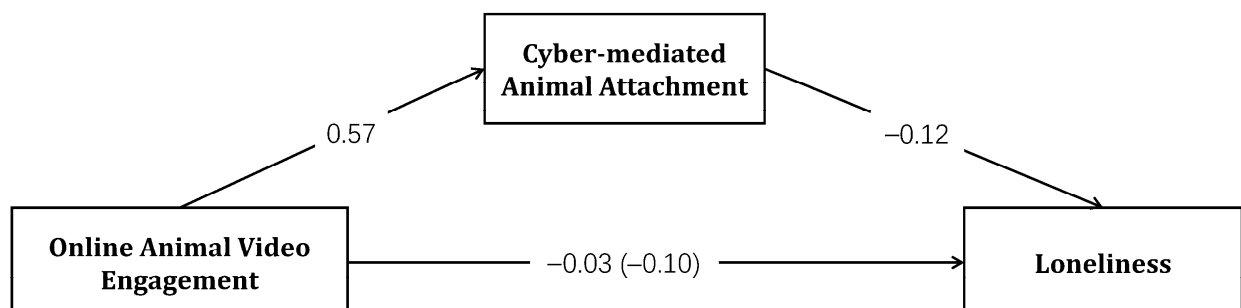 Cyber-mediated
Animal Attachment
0.57
–0.12
Online Animal Video
Engagement
–0.03 (–0.10)
Loneliness